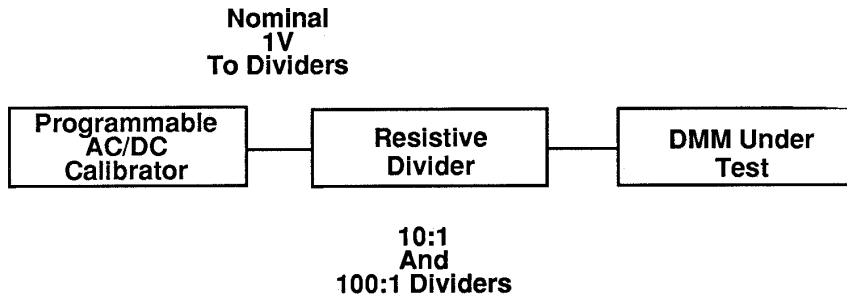 Nominal
1V
To Dividers
Programmable
AC/DC
Calibrator
Resistive
Divider
DMM Under
Test
10:1
And
100:1 Dividers